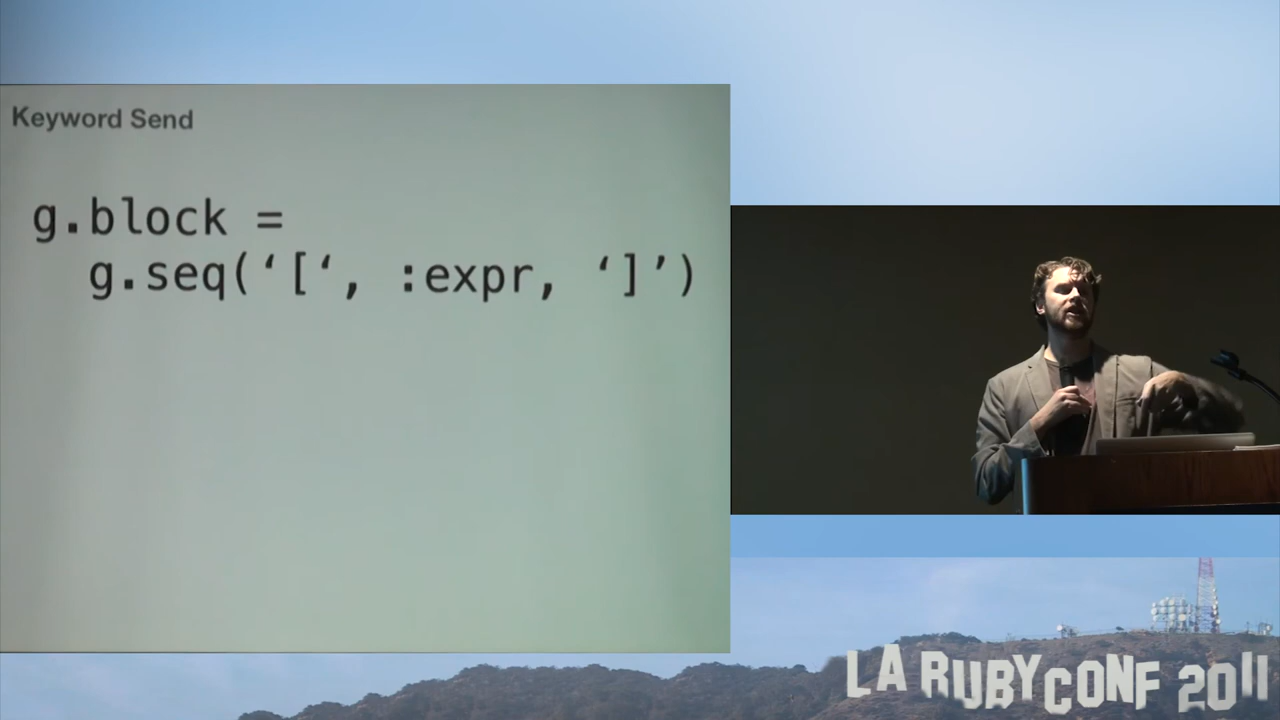 Keyword Send
g.block =
g.seq(‘[‘, :expr, ‘]’)
LA RUBYCONF 2011